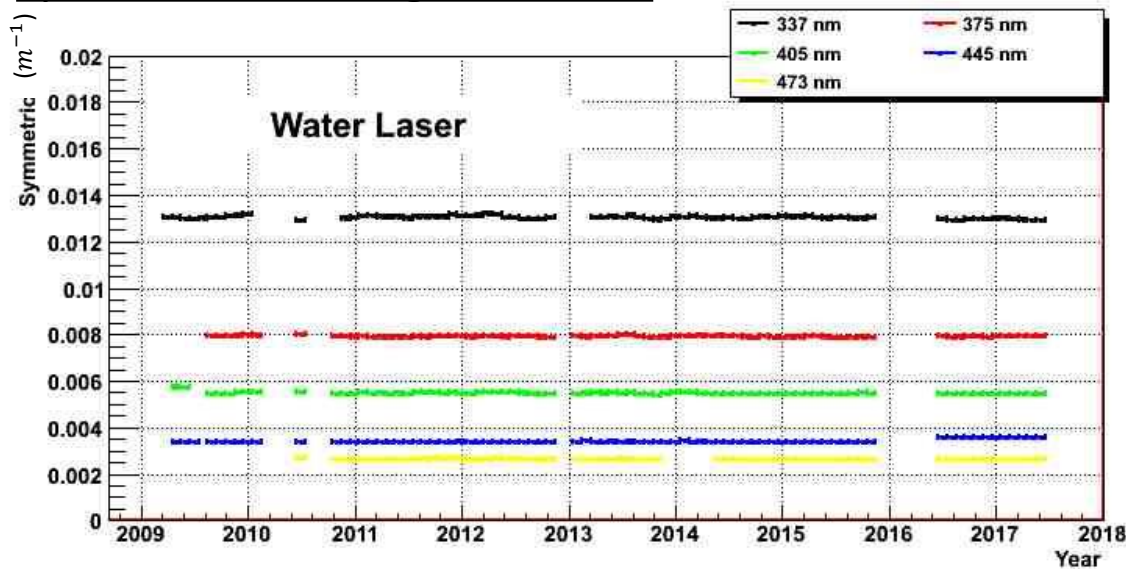 337 nm 375 nm
405 nm 445 nm
473 nm
Symmetric (m⁻¹)
Water Laser
0.02
0.018
0.016
0.014
0.012
0.01
0.008
0.006
0.004
0.002
0
2009 2010 2011 2012 2013 2014 2015 2016 2017 2018
Year